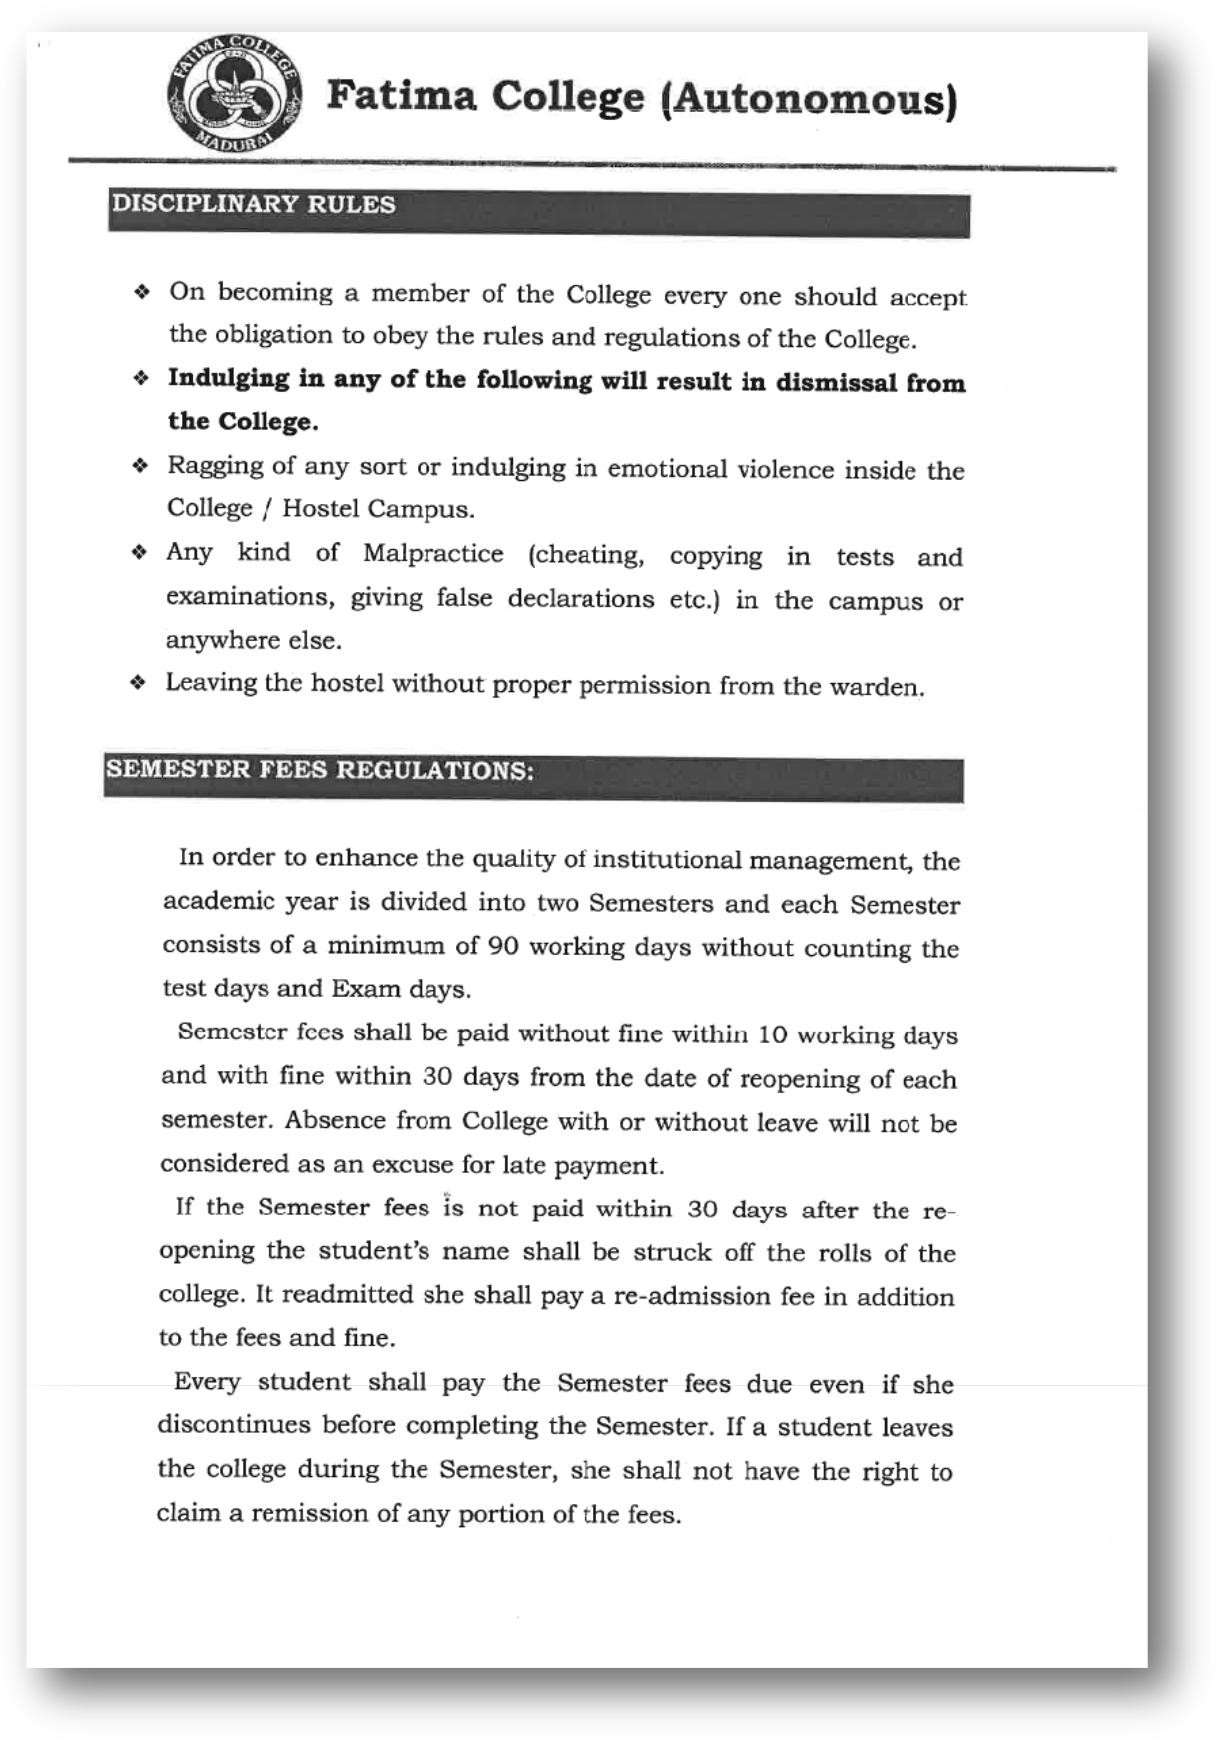 FATIMA COLLEGE
MADURAI
Fatima College (Autonomous)
DISCIPLINARY RULES
❖ On becoming a member of the College every one should accept
the obligation to obey the rules and regulations of the College.
❖ Indulging in any of the following will result in dismissal from
the College.
❖ Ragging of any sort or indulging in emotional violence inside the
College / Hostel Campus.
❖ Any kind of Malpractice (cheating, copying in tests and
examinations, giving false declarations etc.) in the campus or
anywhere else.
❖ Leaving the hostel without proper permission from the warden.
SEMESTER FEES REGULATIONS:
In order to enhance the quality of institutional management, the
academic year is divided into two Semesters and each Semester
consists of a minimum of 90 working days without counting the
test days and Exam days.
Semester fees shall be paid without fine within 10 working days
and with fine within 30 days from the date of reopening of each
semester. Absence from College with or without leave will not be
considered as an excuse for late payment.
If the Semester fees is not paid within 30 days after the re-
opening the student's name shall be struck off the rolls of the
college. It readmitted she shall pay a re-admission fee in addition
to the fees and fine.
Every student shall pay the Semester fees due even if she
discontinues before completing the Semester. If a student leaves
the college during the Semester, she shall not have the right to
claim a remission of any portion of the fees.